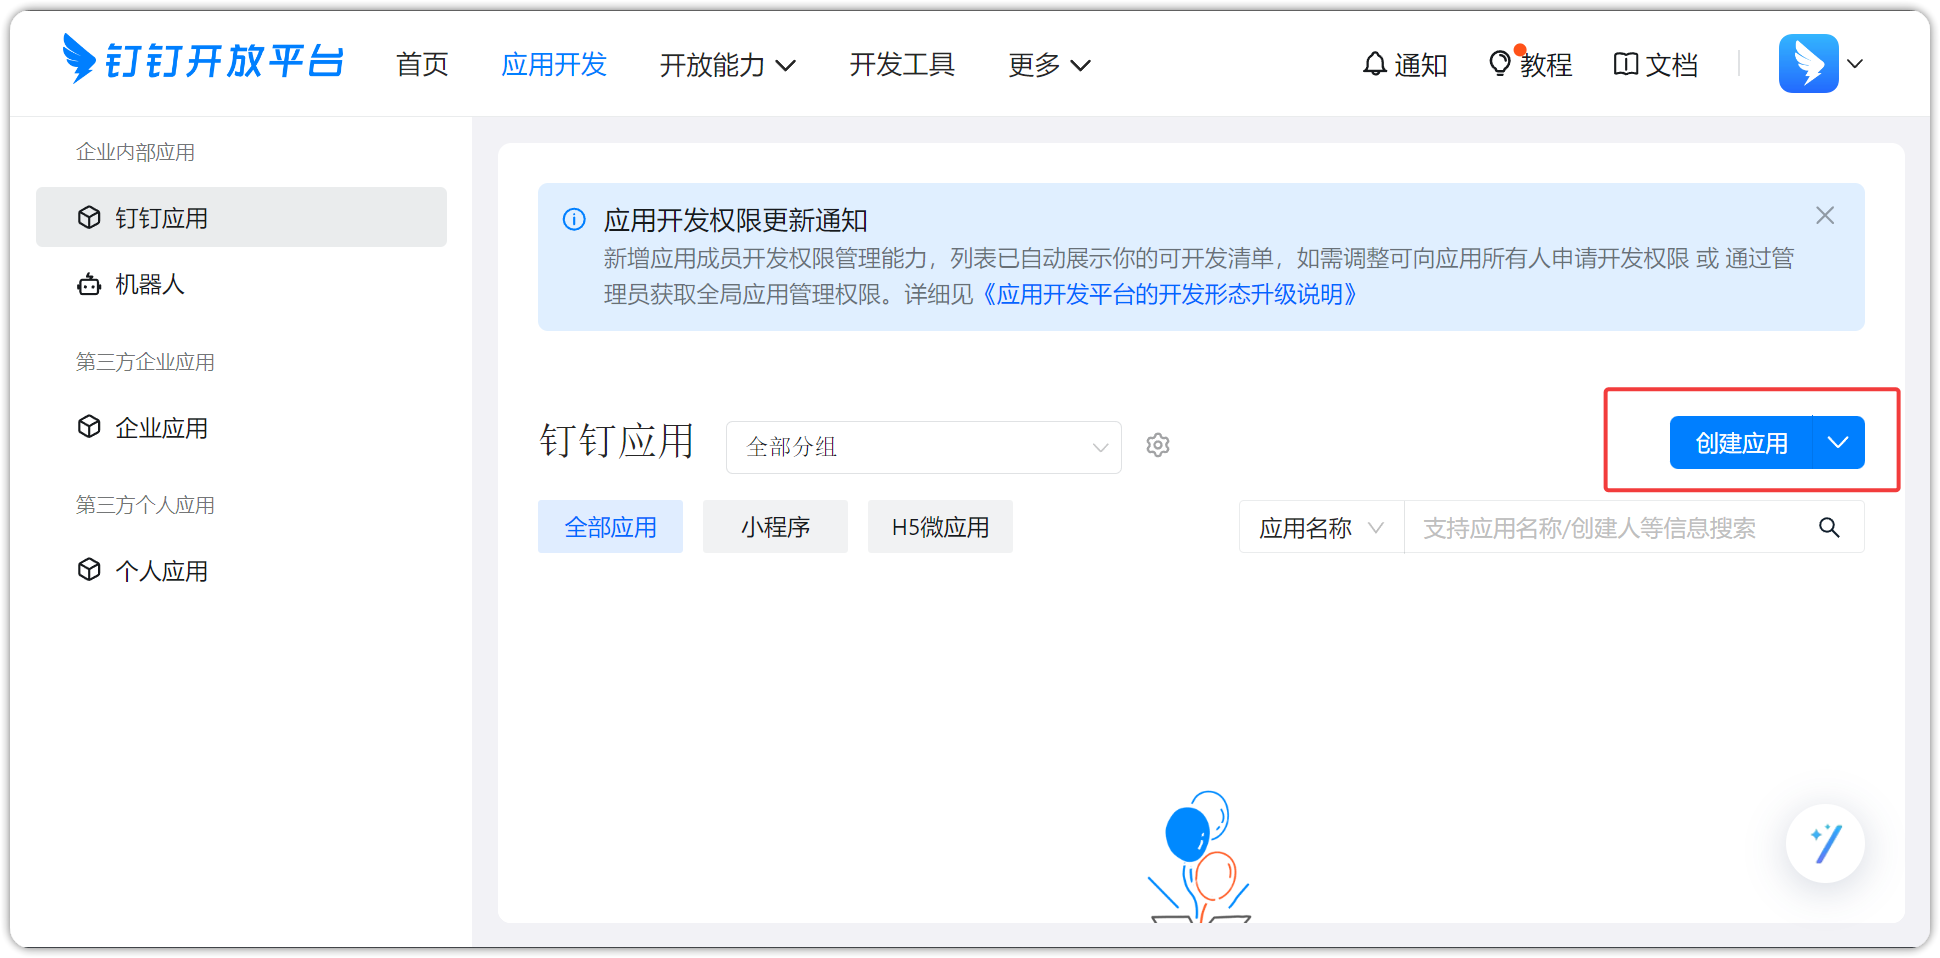 钉钉开放平台
首页
应用开发
开放能力
开发工具
更多
通知
教程
文档
企业内部应用
钉钉应用
机器人
第三方企业应用
企业应用
第三方个人应用
个人应用
应用开发权限更新通知
新增应用成员开发权限管理能力，列表已自动展示你的可开发清单，如需调整可向应用所有人申请开发权限 或 通过管
理员获取全局应用管理权限。详细见《应用开发平台的开发形态升级说明》
钉钉应用
全部分组
创建应用
全部应用
小程序
H5微应用
应用名称
支持应用名称/创建人等信息搜索